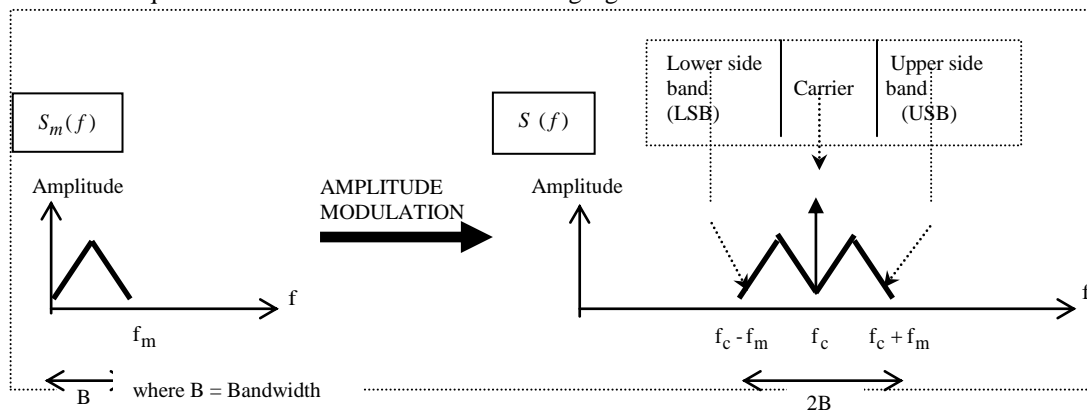 Lower side
band
(LSB)
Carrier
Upper side
band
(USB)
S_m(f)
S (f)
Amplitude
AMPLITUDE
MODULATION
Amplitude
f
f
f_m
f_c - f_m
f_c
f_c + f_m
B
where B = Bandwidth
2B